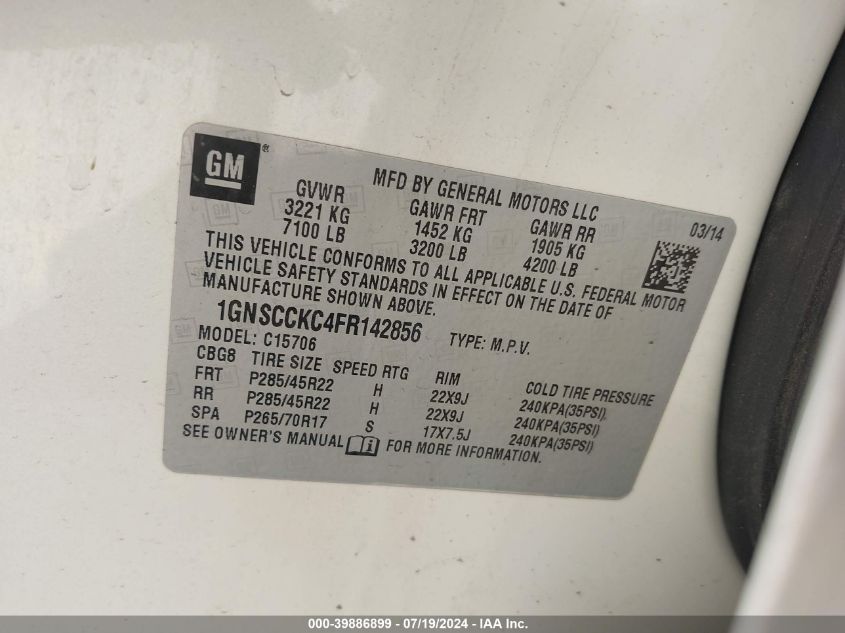 GM®
MFD BY GENERAL MOTORS LLC
03/14
GVWR GAWR FRT GAWR RR
3221 KG 1452 KG 1905 KG
7100 LB 3200 LB 4200 LB
THIS VEHICLE CONFORMS TO ALL APPLICABLE U.S. FEDERAL MOTOR
VEHICLE SAFETY STANDARDS IN EFFECT ON THE DATE OF
MANUFACTURE SHOWN ABOVE.
1GNSCCKC4FR142856 TYPE: M.P.V.
MODEL: C15706
CBG8 TIRE SIZE SPEED RTG RIM COLD TIRE PRESSURE
FRT P285/45R22 H 22X9J 240KPA(35PSI)
RR P285/45R22 H 22X9J 240KPA(35PSI)
SPA P265/70R17 S 17X7.5J 240KPA(35PSI)
SEE OWNER'S MANUAL FOR MORE INFORMATION.
000-39886899 - 07/19/2024 - IAA Inc.